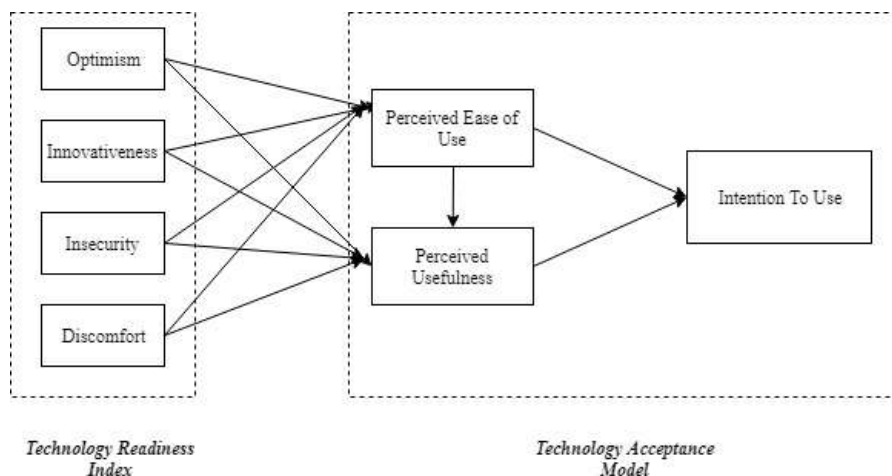 Optimism
Innovativeness
Insecurity
Discomfort
Perceived Ease of
Use
Perceived
Usefulness
Intention To Use
Technology Readiness
Index
Technology Acceptance
Model